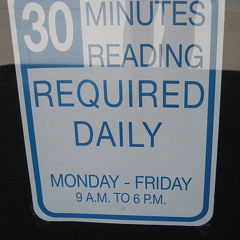 30 MINUTES
READING
REQUIRED
DAILY
MONDAY - FRIDAY
9 A.M. TO 6 P.M.